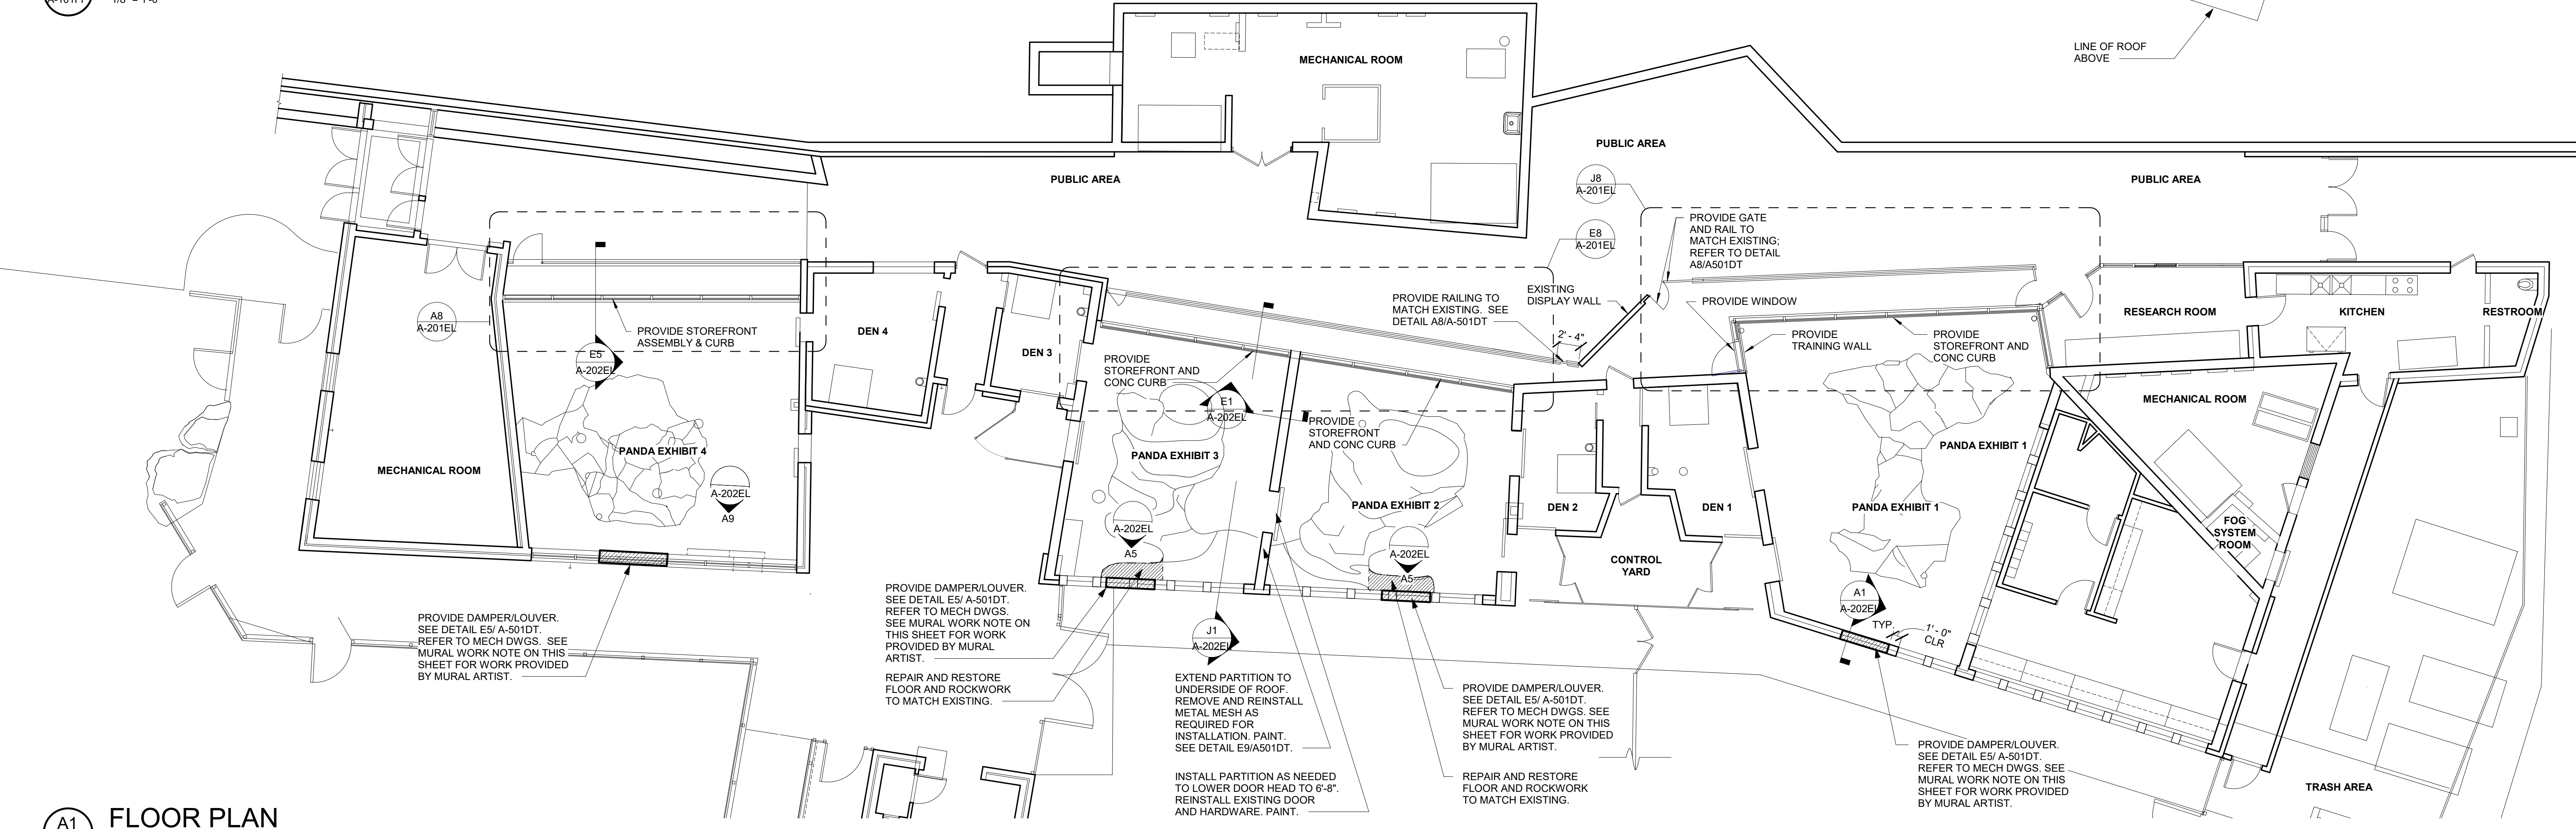 A-101FP
1/8" = 1'-0"
LINE OF ROOF
ABOVE
MECHANICAL ROOM
PUBLIC AREA
PUBLIC AREA
PUBLIC AREA
J8
A-201EL
E8
A-201EL
PROVIDE GATE
AND RAIL TO
MATCH EXISTING;
REFER TO DETAIL
A8/A501DT
EXISTING
DISPLAY WALL
PROVIDE RAILING TO
MATCH EXISTING. SEE
DETAIL A8/A-501DT
2' - 4"
PROVIDE WINDOW
PROVIDE
TRAINING WALL
PROVIDE
STOREFRONT AND
CONC CURB
RESEARCH ROOM
KITCHEN
RESTROOM
A8
A-201EL
PROVIDE STOREFRONT
ASSEMBLY & CURB
E5
A-202EL
DEN 4
DEN 3
PROVIDE
STOREFRONT AND
CONC CURB
E1
A-202EL
PROVIDE
STOREFRONT
AND CONC CURB
MECHANICAL ROOM
PANDA EXHIBIT 4
MECHANICAL ROOM
PANDA EXHIBIT 3
PANDA EXHIBIT 1
A-202EL
A9
PANDA EXHIBIT 2
DEN 2
DEN 1
PANDA EXHIBIT 1
A-202EL
A5
A-202EL
A5
FOG
SYSTEM
ROOM
CONTROL
YARD
A1
A-202EL
TYP.
1' - 0"
CLR
J1
A-202EL
PROVIDE DAMPER/LOUVER.
SEE DETAIL E5/ A-501DT.
REFER TO MECH DWGS.  SEE
MURAL WORK NOTE ON THIS
SHEET FOR WORK PROVIDED
BY MURAL ARTIST.
PROVIDE DAMPER/LOUVER.
SEE DETAIL E5/ A-501DT.
REFER TO MECH DWGS.
SEE MURAL WORK NOTE ON
THIS SHEET FOR WORK
PROVIDED BY MURAL
ARTIST.
REPAIR AND RESTORE
FLOOR AND ROCKWORK
TO MATCH EXISTING.
EXTEND PARTITION TO
UNDERSIDE OF ROOF.
REMOVE AND REINSTALL
METAL MESH AS
REQUIRED FOR
INSTALLATION. PAINT.
SEE DETAIL E9/A501DT.
INSTALL PARTITION AS NEEDED
TO LOWER DOOR HEAD TO 6'-8".
REINSTALL EXISTING DOOR
AND HARDWARE. PAINT.
PROVIDE DAMPER/LOUVER.
SEE DETAIL E5/ A-501DT.
REFER TO MECH DWGS. SEE
MURAL WORK NOTE ON THIS
SHEET FOR WORK PROVIDED
BY MURAL ARTIST.
REPAIR AND RESTORE
FLOOR AND ROCKWORK
TO MATCH EXISTING.
PROVIDE DAMPER/LOUVER.
SEE DETAIL E5/ A-501DT.
REFER TO MECH DWGS. SEE
MURAL WORK NOTE ON THIS
SHEET FOR WORK PROVIDED
BY MURAL ARTIST.
TRASH AREA
A1
FLOOR PLAN